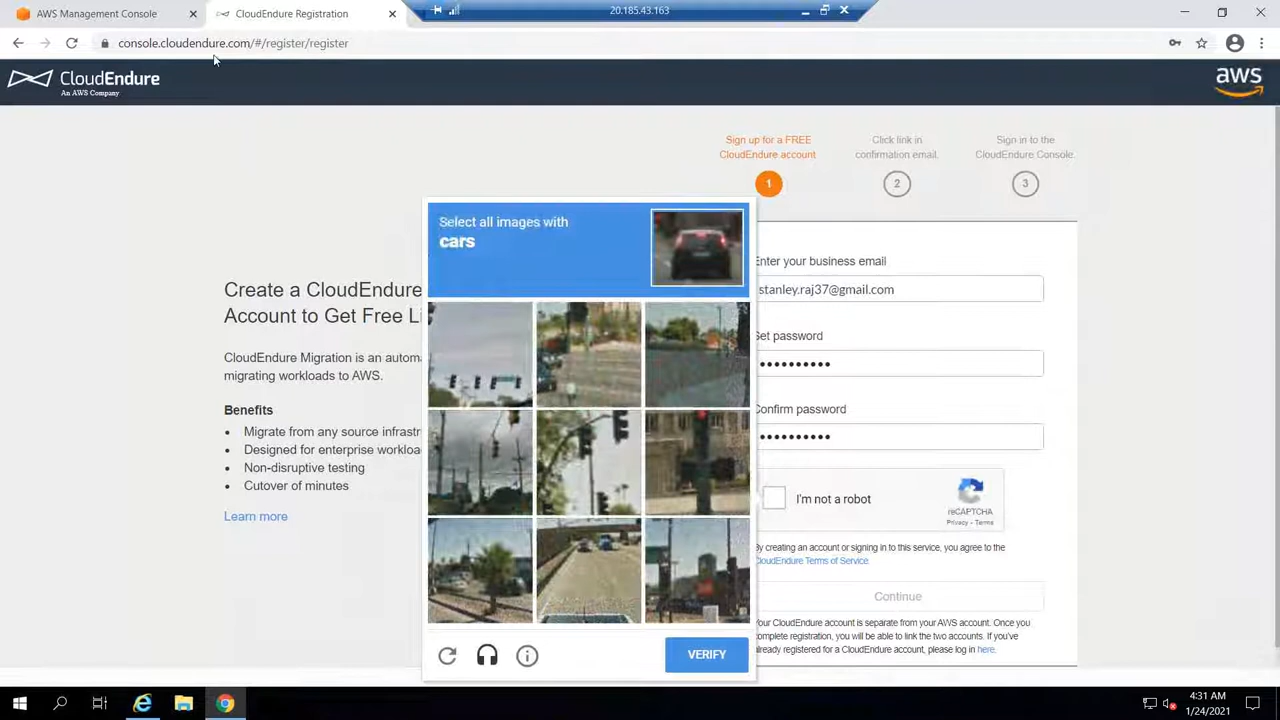 AWS Management Console
CloudEndure Registration
20.185.43.163
console.cloudendure.com/#/register/register
CloudEndure
An AWS Company
aws
Sign up for a FREE
CloudEndure account
Click link in
confirmation email.
Sign in to the
CloudEndure Console.
1
2
3
Create a CloudEndure
Account to Get Free Li
CloudEndure Migration is an automa
migrating workloads to AWS.
Benefits
• Migrate from any source infrastr
• Designed for enterprise workloa
• Non-disruptive testing
• Cutover of minutes
Learn more
Select all images with
cars
VERIFY
Enter your business email
stanley.raj37@gmail.com
Set password
••••••••••
Confirm password
••••••••••
I'm not a robot
reCAPTCHA
Privacy - Terms
By creating an account or signing in to this service, you agree to the
CloudEndure Terms of Service
Continue
Your CloudEndure account is separate from your AWS account. Once you
complete registration, you will be able to link the two accounts. If you've
already registered for a CloudEndure account, please log in here.
4:31 AM
1/24/2021